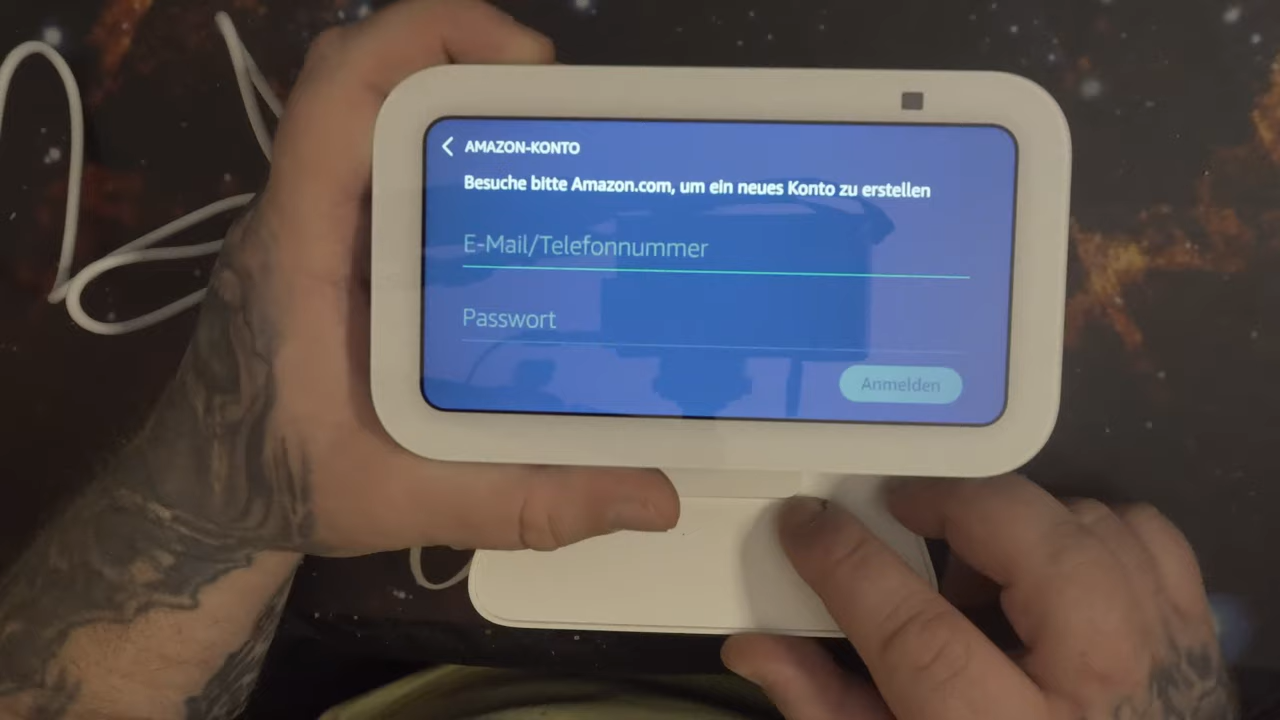 AMAZON-KONTO
Besuche bitte Amazon.com, um ein neues Konto zu erstellen
E-Mail/Telefonnummer
Passwort
Anmelden